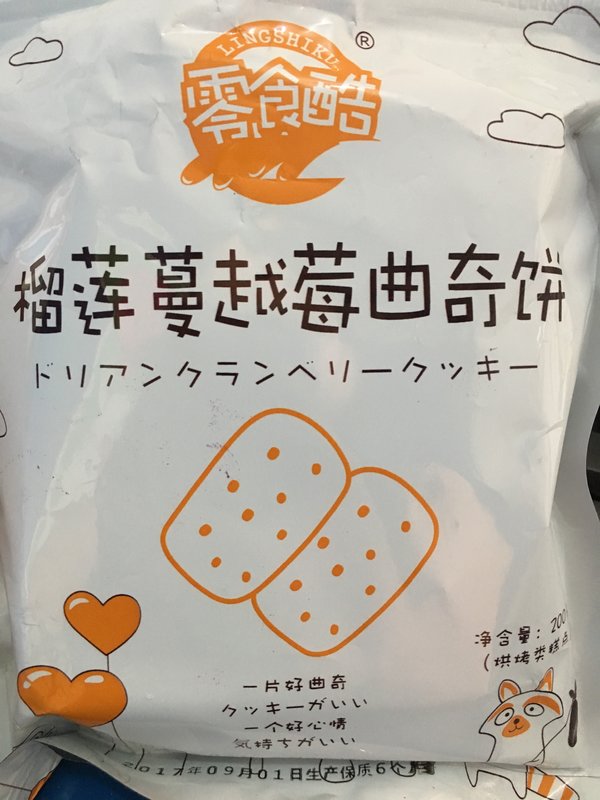 LINGSHIKU
®
零食酷
榴莲蔓越莓曲奇饼
ドリアンクランベリークッキー
净含量：200
(烘烤类糕点
一片好曲奇
クッキーがいい
一个好心情
気持ちがいい
2017年09月01日生产保质6个月